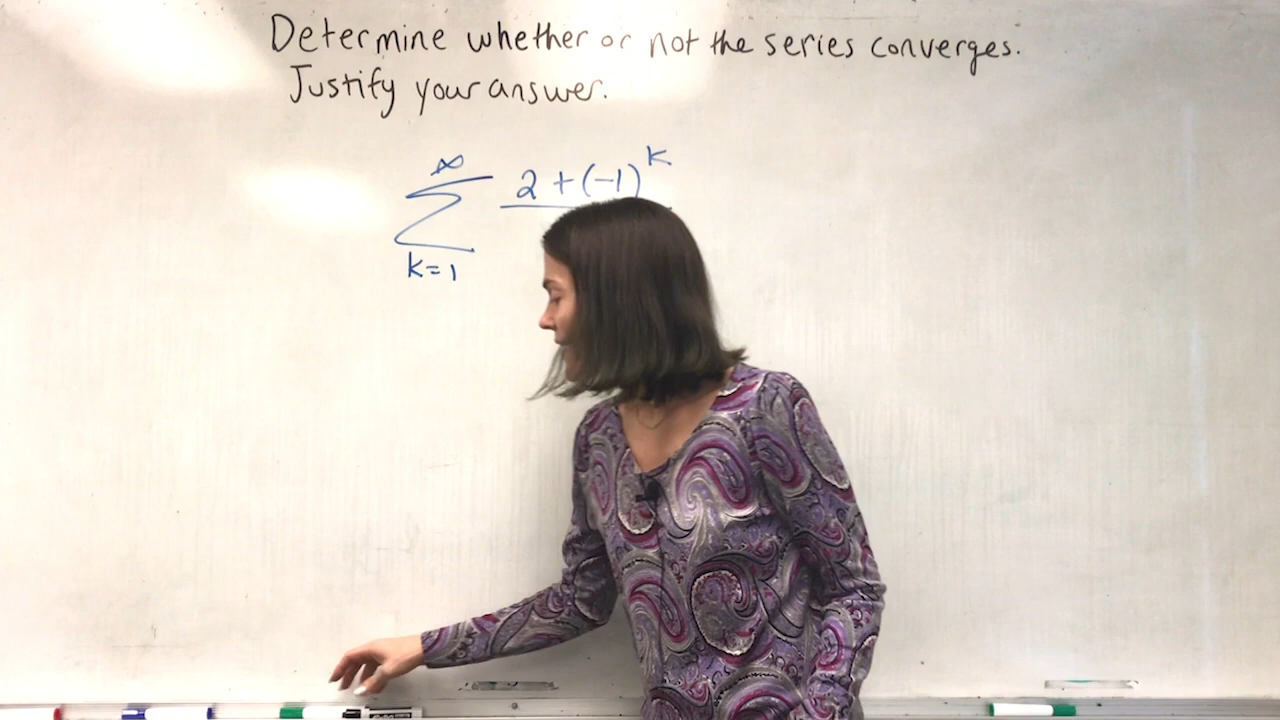 Determine whether or not the series converges.
Justify your answer.
∞
Σ 2 + (-1)^k
k=1